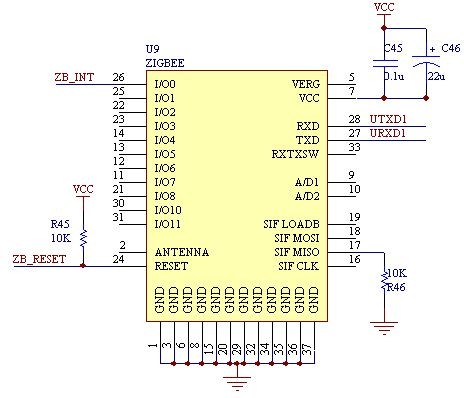 VCC
U9
ZIGBEE
C45
0.1u
+ C46
22u
ZB_INT 26 I/O0 VERG 5
25 I/O1 VCC 7
22 I/O2
23 I/O3 RXD 28 UTXD1
14 I/O4 TXD 27 URXD1
13 I/O5 RXTXSW 33
12 I/O6
11 I/O7 A/D1 9
21 I/O8 A/D2 10
30 I/O10
31 I/O11 SIF LOADB 19
SIF MOSI 18
VCC
R45
10K
2 ANTENNA SIF MISO 17
ZB_RESET 24 RESET SIF CLK 16
10K
R46
GND GND GND GND GND GND GND GND GND GND GND GND
1 3 6 8 15 20 29 32 34 35 36 37